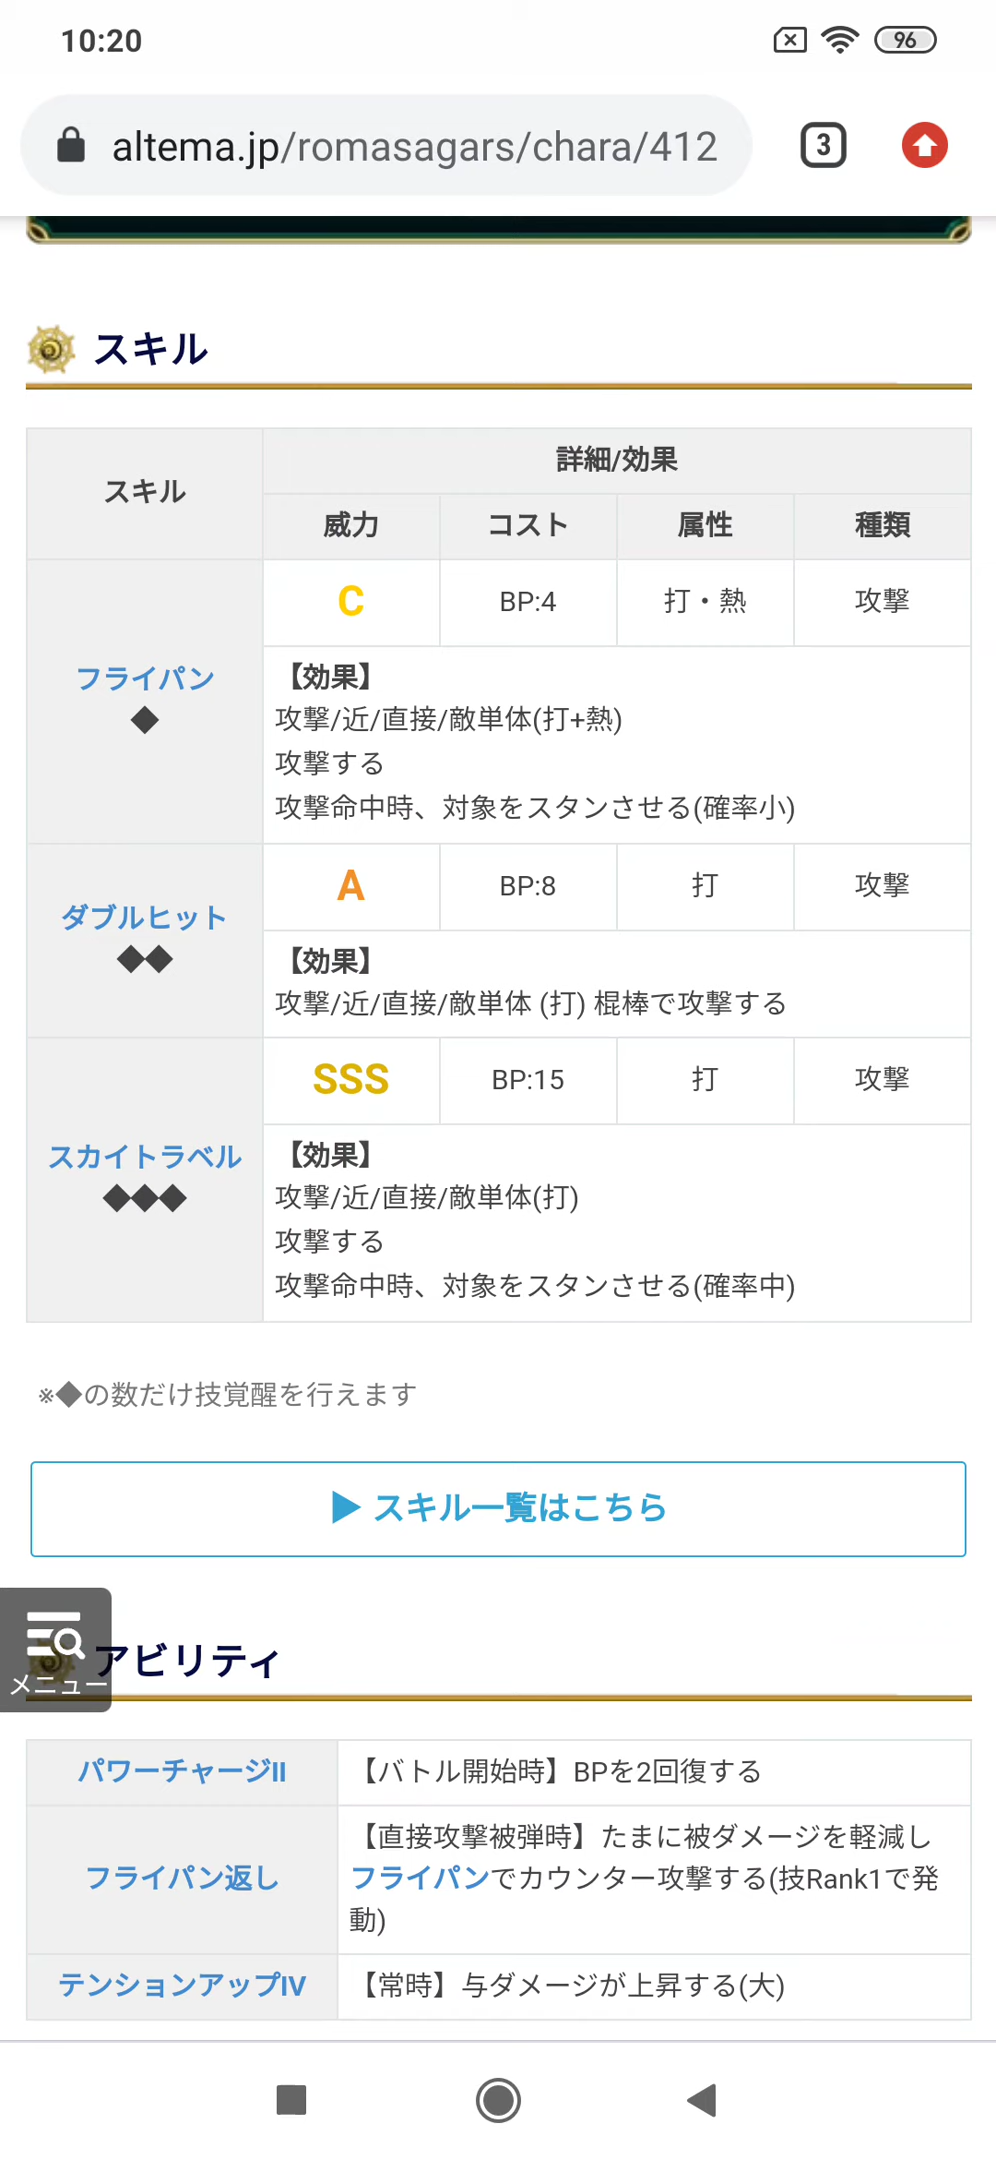 10:20
96
altema.jp/romasagars/chara/412
3
スキル
スキル
詳細/効果
威力
コスト
属性
種類
フライパン
◆
C
BP:4
打・熱
攻撃
【効果】
攻撃/近/直接/敵単体(打+熱)
攻撃する
攻撃命中時、対象をスタンさせる(確率小)
ダブルヒット
◆◆
A
BP:8
打
攻撃
【効果】
攻撃/近/直接/敵単体 (打) 棍棒で攻撃する
スカイトラベル
◆◆◆
SSS
BP:15
打
攻撃
【効果】
攻撃/近/直接/敵単体(打)
攻撃する
攻撃命中時、対象をスタンさせる(確率中)
※◆の数だけ技覚醒を行えます
▶ スキル一覧はこちら
アビリティ
メニュー
パワーチャージII
【バトル開始時】BPを2回復する
フライパン返し
【直接攻撃被弾時】たまに被ダメージを軽減し
フライパンでカウンター攻撃する(技Rank1で発
動)
テンションアップIV
【常時】与ダメージが上昇する(大)